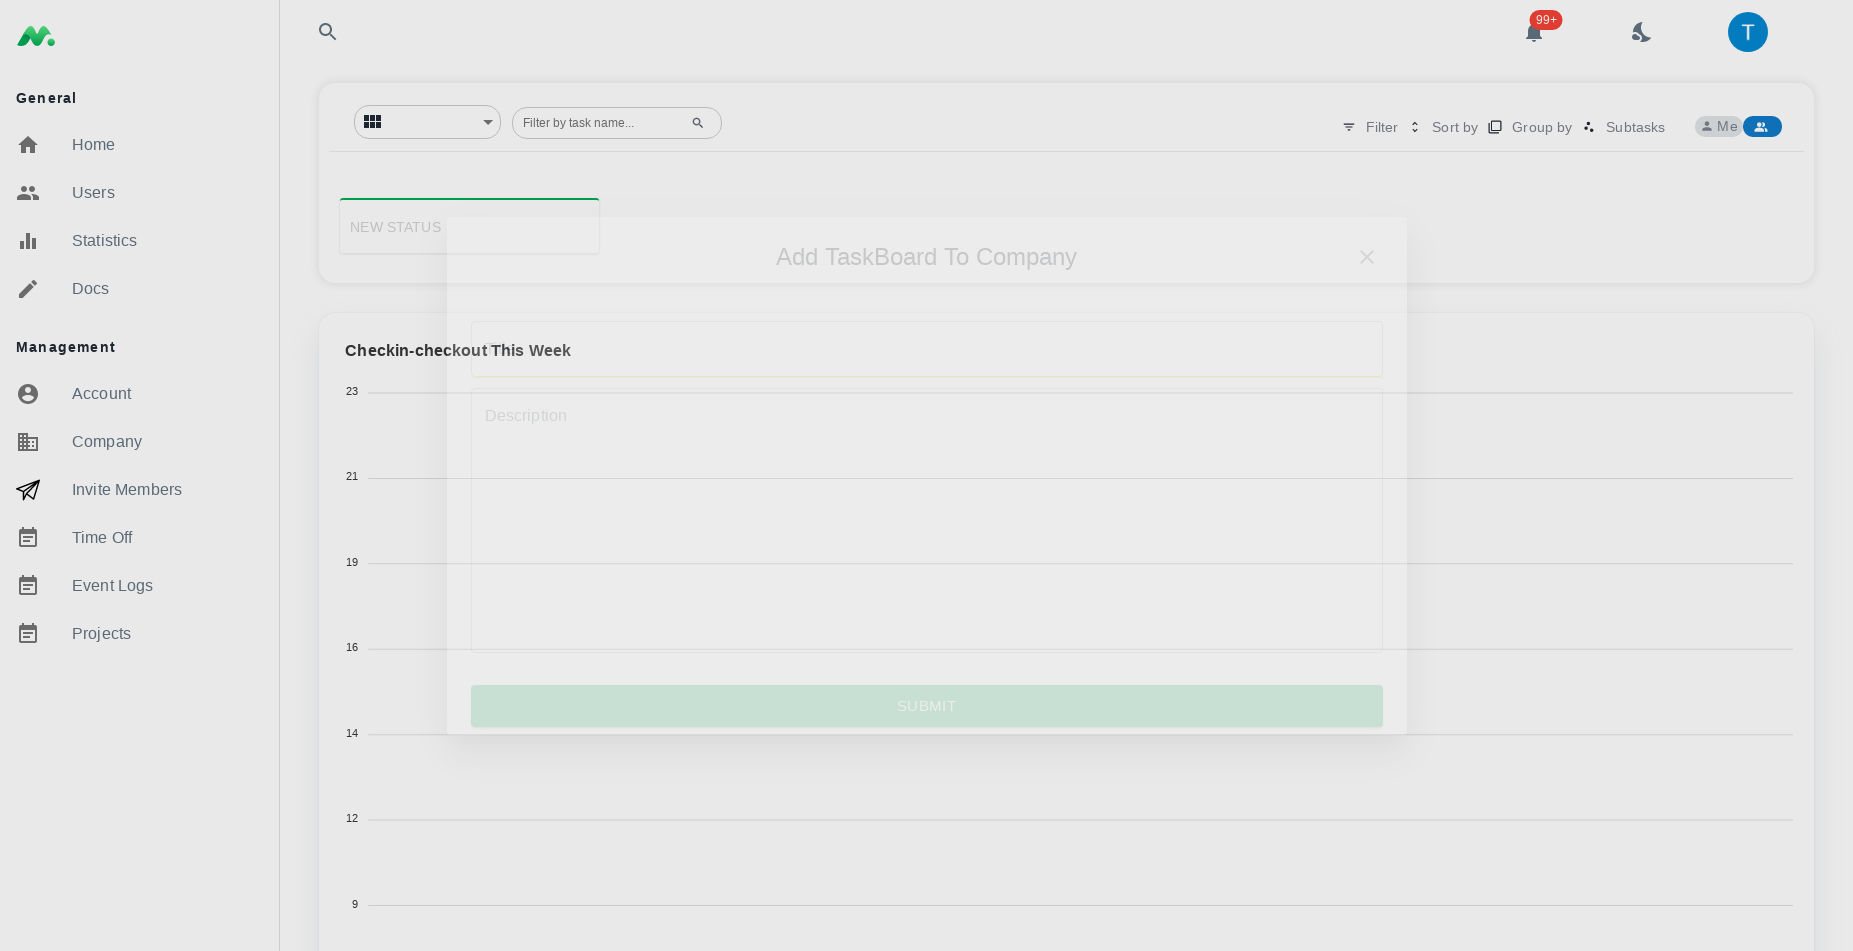 99+
T
General
Home
Users
Statistics
Docs
Management
Account
Company
Invite Members
Time Off
Event Logs
Projects
Filter by task name...
Filter
Sort by
Group by
Subtasks
Me
NEW STATUS
Add TaskBoard To Company
Checkin-checkout This Week
Description
SUBMIT
23
21
19
16
14
12
9